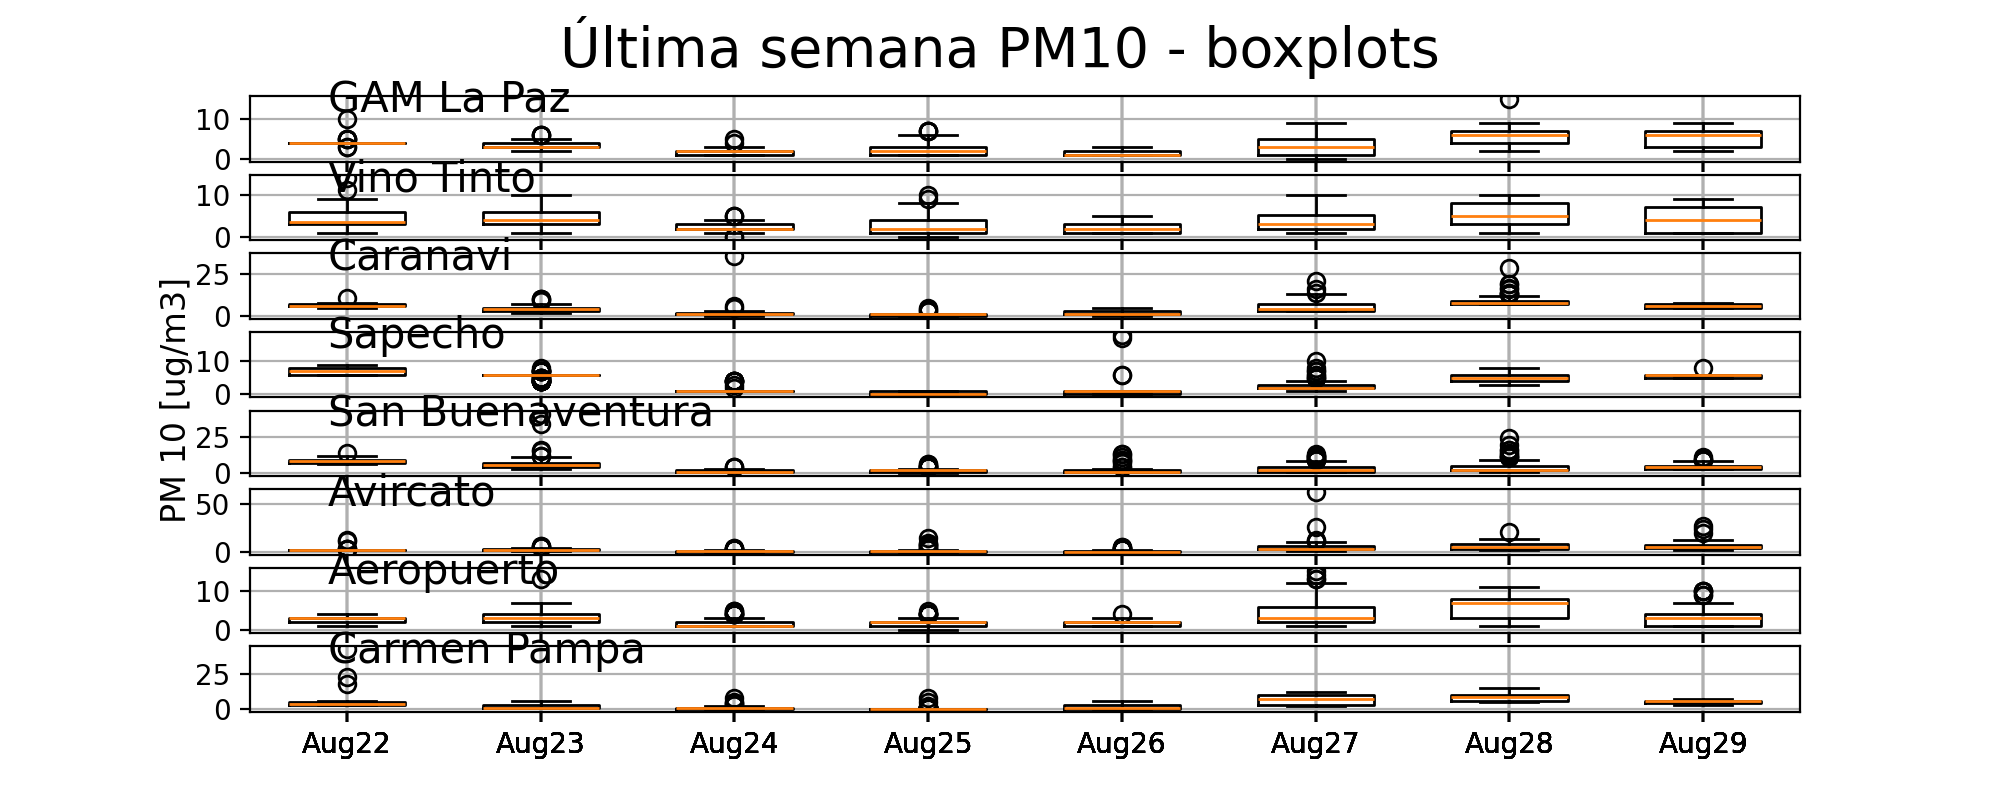 Última semana PM10 - boxplots
GAM La Paz
10
0
Vino Tinto
10
0
Caranavi
25
0
Sapecho
10
0
PM 10 [ug/m3]
San Buenaventura
25
0
Avircato
50
0
Aeropuerto
10
0
Carmen Pampa
25
0
Aug22 Aug23 Aug24 Aug25 Aug26 Aug27 Aug28 Aug29